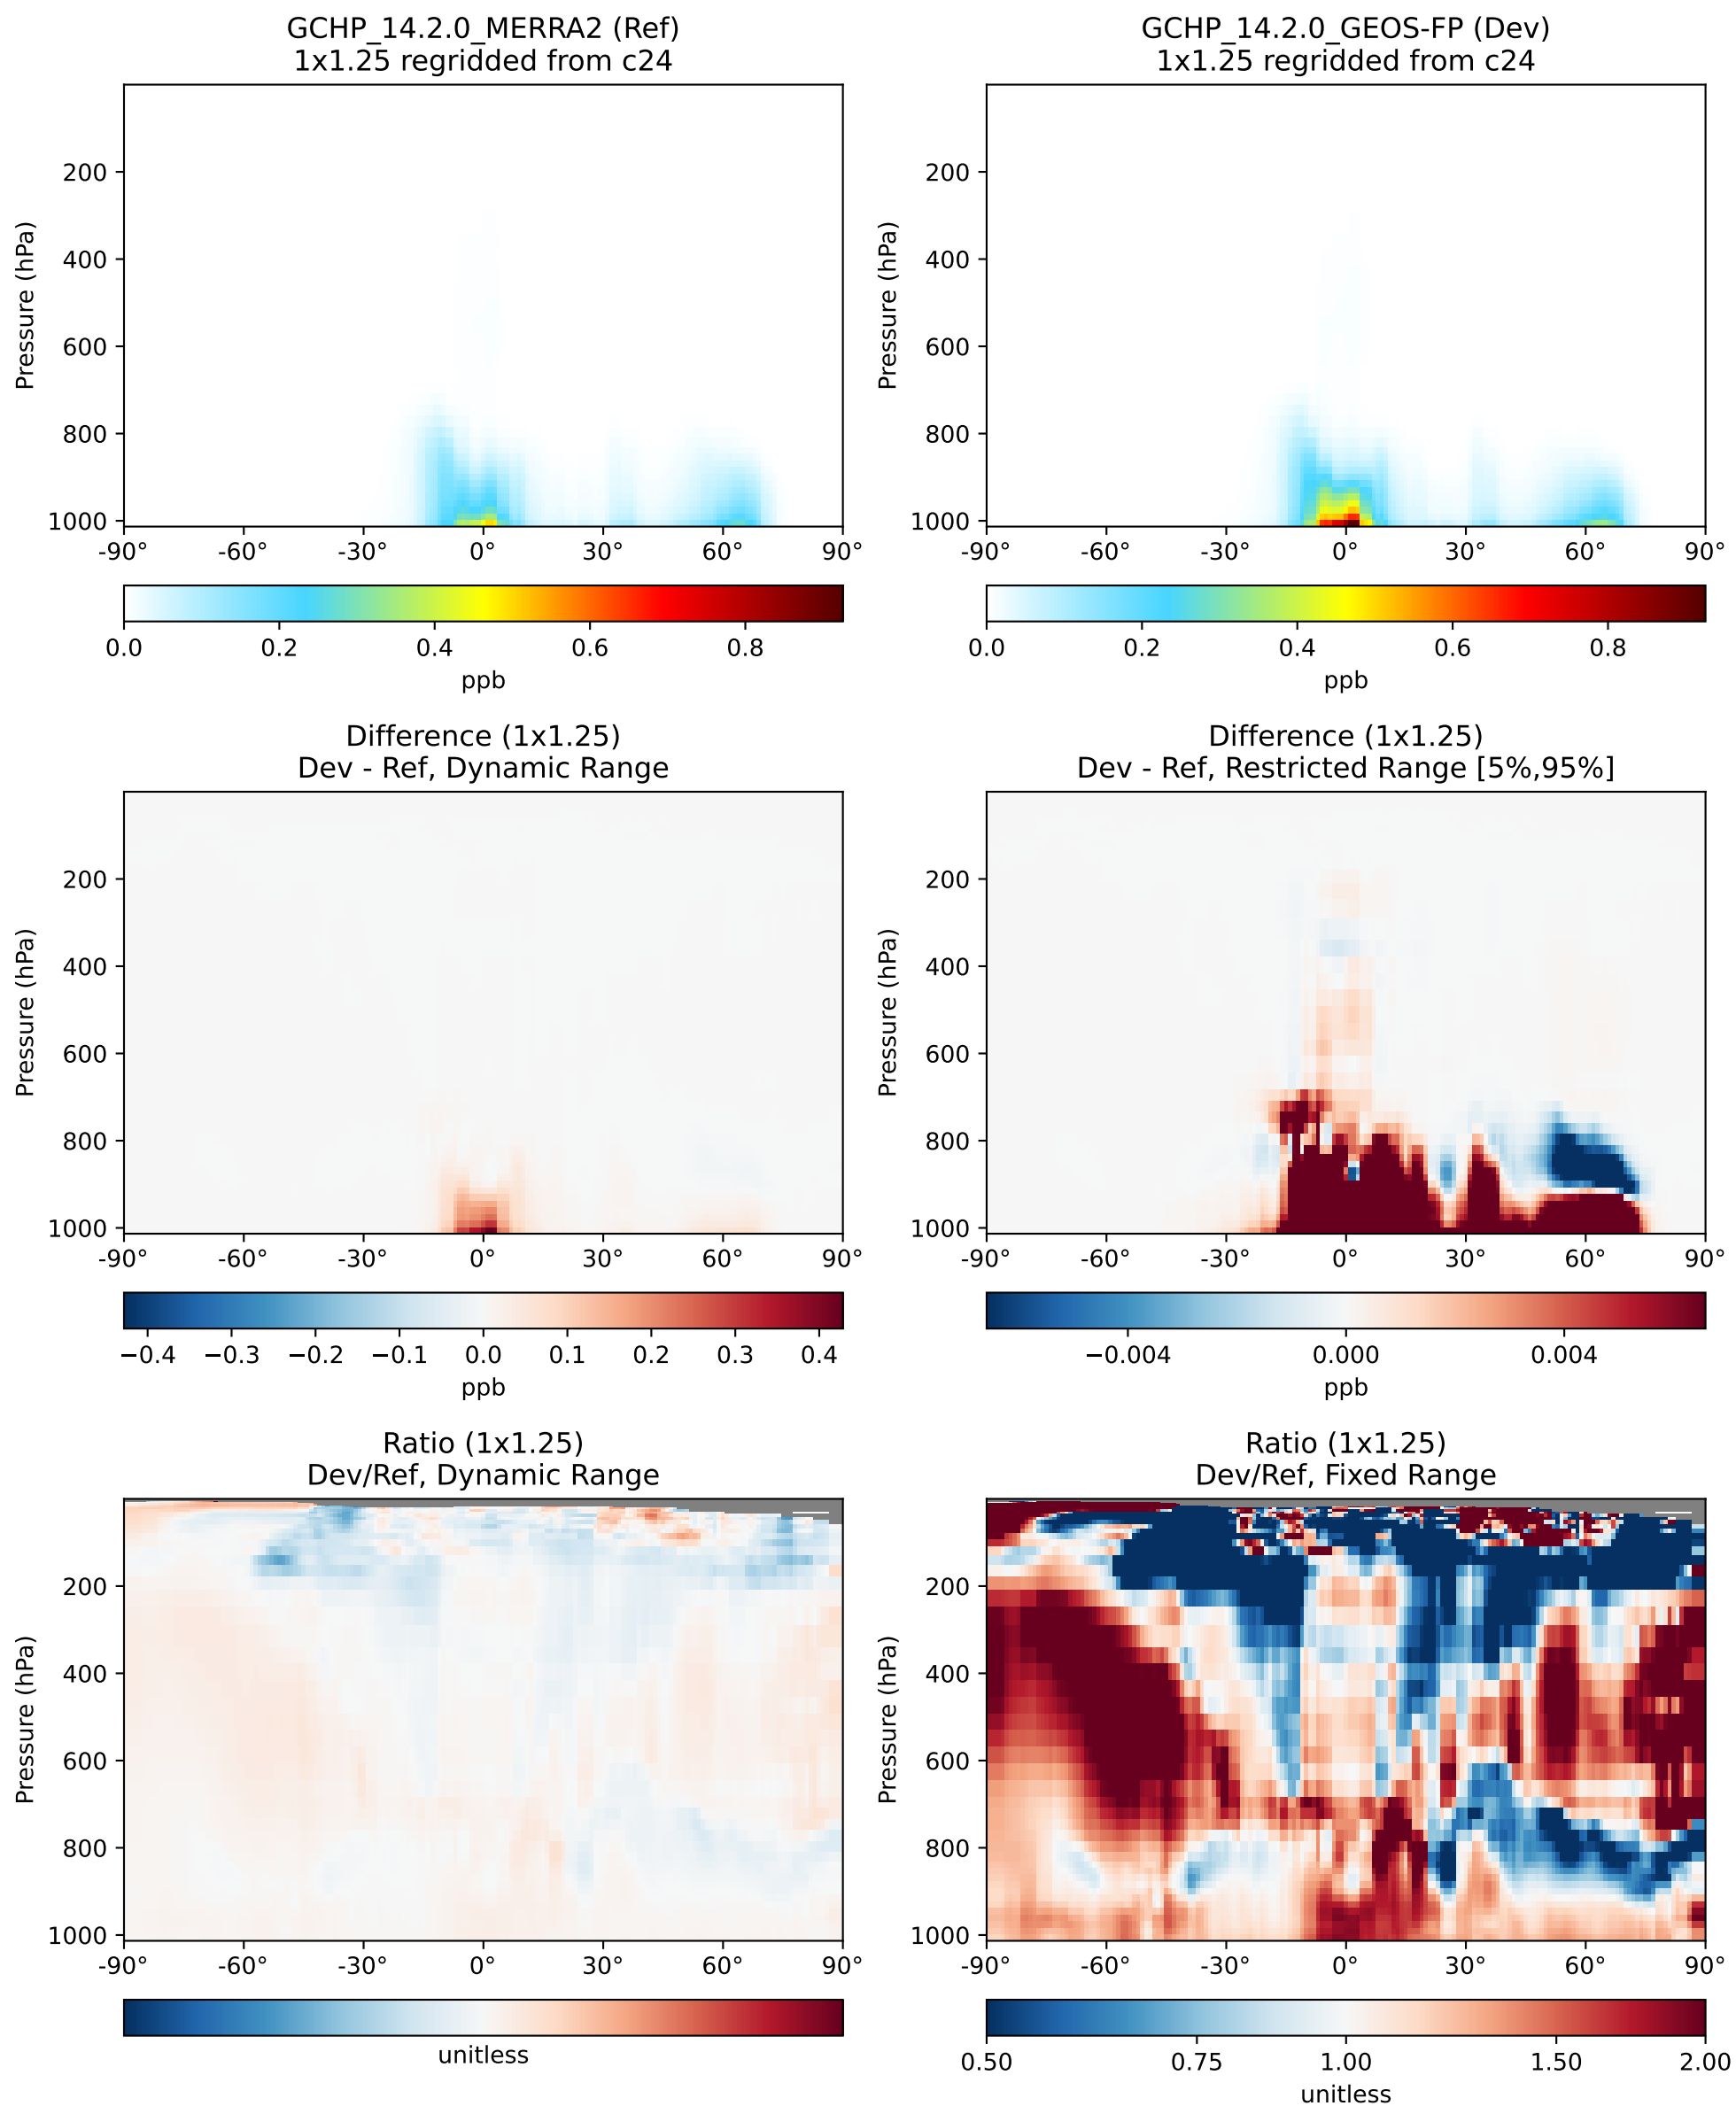 GCHP_14.2.0_MERRA2 (Ref)
1x1.25 regridded from c24
Pressure (hPa)
200
400
600
800
1000
-90° -60° -30° 0° 30° 60° 90°
0.0 0.2 0.4 0.6 0.8
ppb
GCHP_14.2.0_GEOS-FP (Dev)
1x1.25 regridded from c24
Pressure (hPa)
200
400
600
800
1000
-90° -60° -30° 0° 30° 60° 90°
0.0 0.2 0.4 0.6 0.8
ppb
Difference (1x1.25)
Dev - Ref, Dynamic Range
Pressure (hPa)
200
400
600
800
1000
-90° -60° -30° 0° 30° 60° 90°
−0.4 −0.3 −0.2 −0.1 0.0 0.1 0.2 0.3 0.4
ppb
Difference (1x1.25)
Dev - Ref, Restricted Range [5%,95%]
Pressure (hPa)
200
400
600
800
1000
-90° -60° -30° 0° 30° 60° 90°
−0.004 0.000 0.004
ppb
Ratio (1x1.25)
Dev/Ref, Dynamic Range
Pressure (hPa)
200
400
600
800
1000
-90° -60° -30° 0° 30° 60° 90°
unitless
Ratio (1x1.25)
Dev/Ref, Fixed Range
Pressure (hPa)
200
400
600
800
1000
-90° -60° -30° 0° 30° 60° 90°
0.50 0.75 1.00 1.50 2.00
unitless